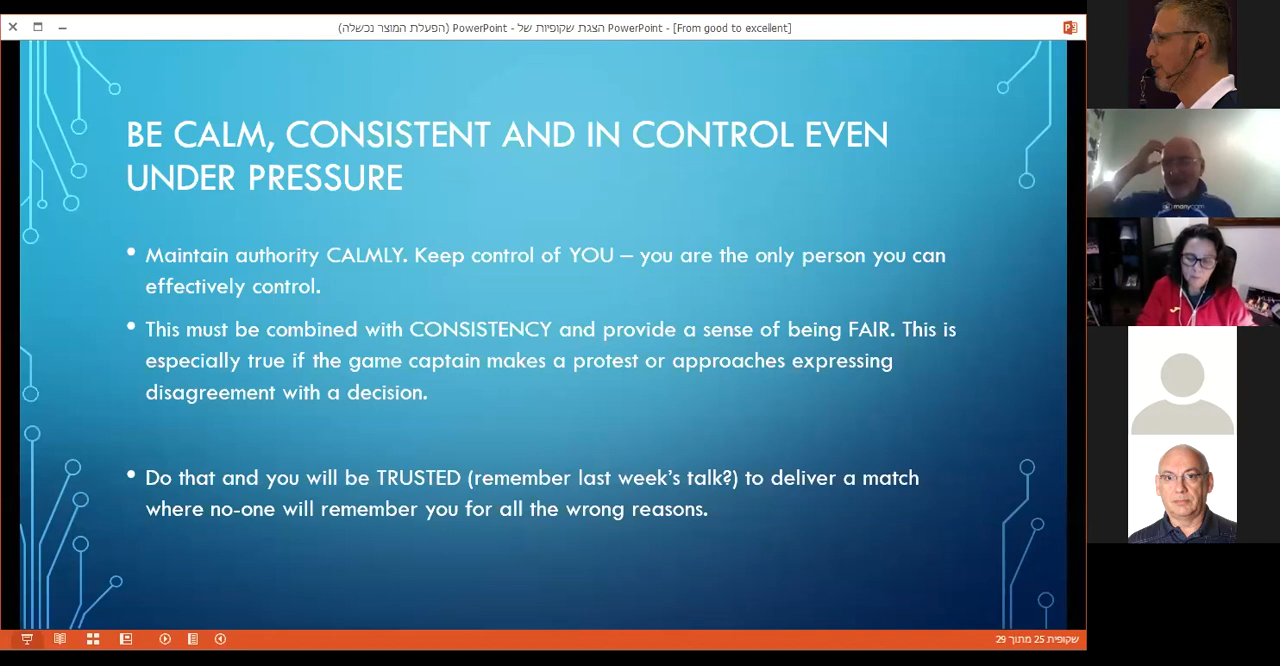 הצגת שקופיות של - PowerPoint (הפעלת המוצר נכשלה) PowerPoint - [From good to excellent]
BE CALM, CONSISTENT AND IN CONTROL EVEN
UNDER PRESSURE
• Maintain authority CALMLY. Keep control of YOU – you are the only person you can
effectively control.
• This must be combined with CONSISTENCY and provide a sense of being FAIR. This is
especially true if the game captain makes a protest or approaches expressing
disagreement with a decision.
• Do that and you will be TRUSTED (remember last week's talk?) to deliver a match
where no-one will remember you for all the wrong reasons.
שקופית 25 מתוך 29
manycam